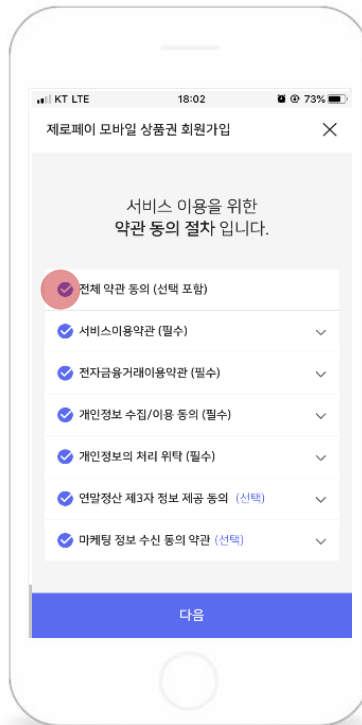 KT LTE 18:02 73%
제로페이 모바일 상품권 회원가입
서비스 이용을 위한
약관 동의 절차 입니다.
전체 약관 동의 (선택 포함)
서비스이용약관 (필수)
전자금융거래이용약관 (필수)
개인정보 수집/이용 동의 (필수)
개인정보의 처리 위탁 (필수)
연말정산 제3자 정보 제공 동의 (선택)
마케팅 정보 수신 동의 약관 (선택)
다음